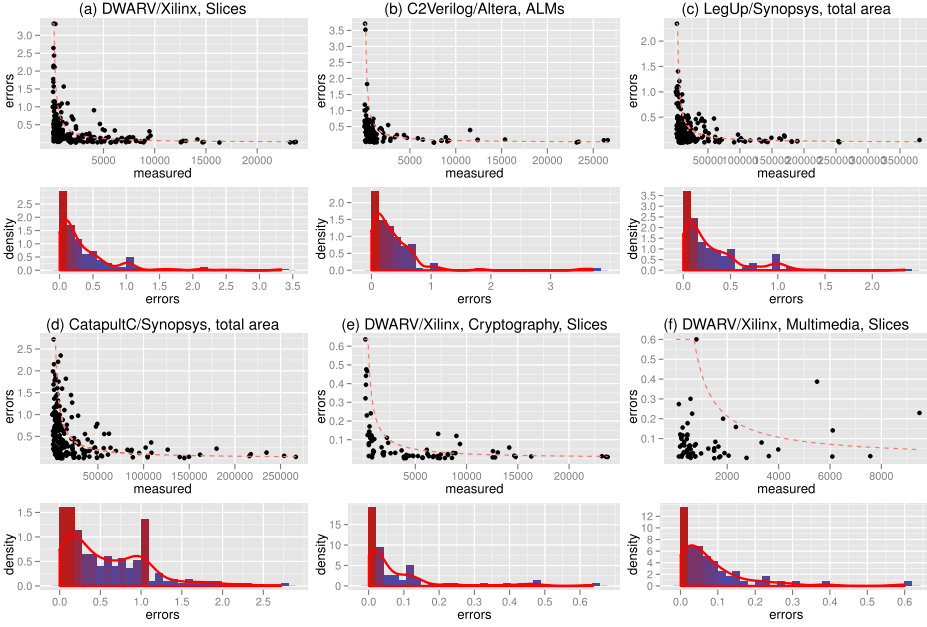 (a) DWARV/Xilinx, Slices
(b) C2Verilog/Altera, ALMs
(c) LegUp/Synopsys, total area
errors
3.0
2.5
2.0
1.5
1.0
0.5
5000 10000 15000 20000
measured
errors
3.5
3.0
2.5
2.0
1.5
1.0
0.5
5000 10000 15000 20000 25000
measured
errors
2.0
1.5
1.0
0.5
50000 100000 150000 200000 250000 300000 350000
measured
density
2.5
2.0
1.5
1.0
0.5
0.0
0.0 0.5 1.0 1.5 2.0 2.5 3.0 3.5
errors
density
2.0
1.5
1.0
0.5
0.0
0 1 2 3
errors
density
3.5
3.0
2.5
2.0
1.5
1.0
0.5
0.0
0.0 0.5 1.0 1.5 2.0
errors
(d) CatapultC/Synopsys, total area
(e) DWARV/Xilinx, Cryptography, Slices
(f) DWARV/Xilinx, Multimedia, Slices
errors
2.5
2.0
1.5
1.0
0.5
50000 100000 150000 200000 250000
measured
errors
0.6
0.5
0.4
0.3
0.2
0.1
5000 10000 15000 20000
measured
errors
0.6
0.5
0.4
0.3
0.2
0.1
2000 4000 6000 8000
measured
density
1.5
1.0
0.5
0.0
0.0 0.5 1.0 1.5 2.0 2.5
errors
density
15
10
5
0
0.0 0.1 0.2 0.3 0.4 0.5 0.6
errors
density
12
10
8
6
4
2
0
0.0 0.1 0.2 0.3 0.4 0.5 0.6
errors